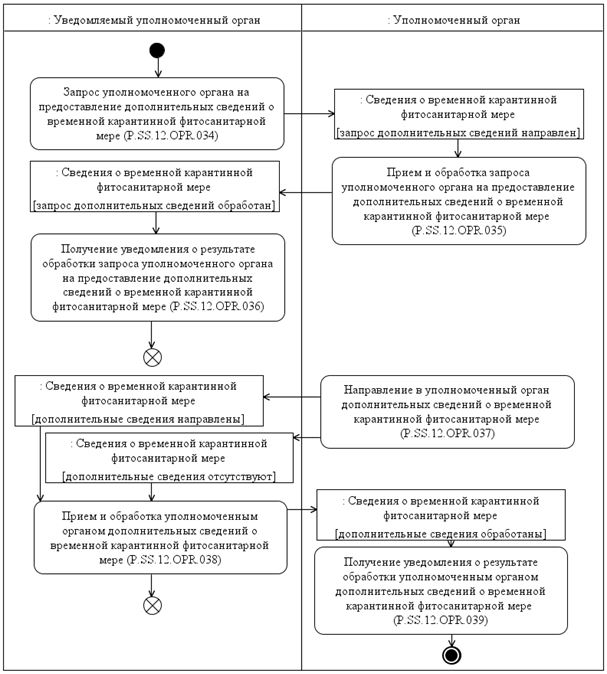 : Уведомляемый уполномоченный орган
: Уполномоченный орган
Запрос уполномоченного органа на
предоставление дополнительных сведений о
временной карантинной фитосанитарной
мере (P.SS.12.OPR.034)
: Сведения о временной карантинной
фитосанитарной мере
[запрос дополнительных сведений направлен]
Прием и обработка запроса
уполномоченного органа на предоставление
дополнительных сведений о временной
карантинной фитосанитарной мере
(P.SS.12.OPR.035)
: Сведения о временной карантинной
фитосанитарной мере
[запрос дополнительных сведений обработан]
Получение уведомления о результате
обработки запроса уполномоченного органа
на предоставление дополнительных
сведений о временной карантинной
фитосанитарной мере (P.SS.12.OPR.036)
Направление в уполномоченный орган
дополнительных сведений о временной
карантинной фитосанитарной мере
(P.SS.12.OPR.037)
: Сведения о временной карантинной
фитосанитарной мере
[дополнительные сведения направлены]
: Сведения о временной карантинной
фитосанитарной мере
[дополнительные сведения отсутствуют]
Прием и обработка уполномоченным
органом дополнительных сведений о
временной карантинной фитосанитарной
мере (P.SS.12.OPR.038)
: Сведения о временной карантинной
фитосанитарной мере
[дополнительные сведения обработаны]
Получение уведомления о результате
обработки уполномоченным органом
дополнительных сведений о временной
карантинной фитосанитарной мере
(P.SS.12.OPR.039)